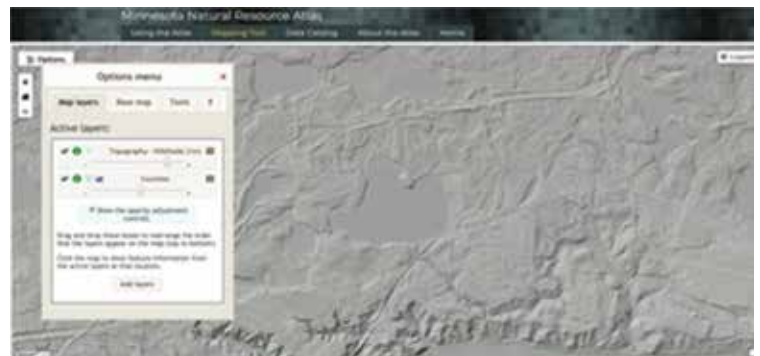 Minnesota Natural Resource Atlas
Using the Atlas Mapping Tool Data Catalog About the Atlas Home
Options
Options menu
Map layers Base map Tools ?
Active layers:
Topography - Hillshade
Counties
Show the opacity adjustment
controls
Drag and drop these boxes to rearrange the order
that the layers appear on the map (top to bottom).
Click the map to show feature information from
the active layers at that location.
Add layers